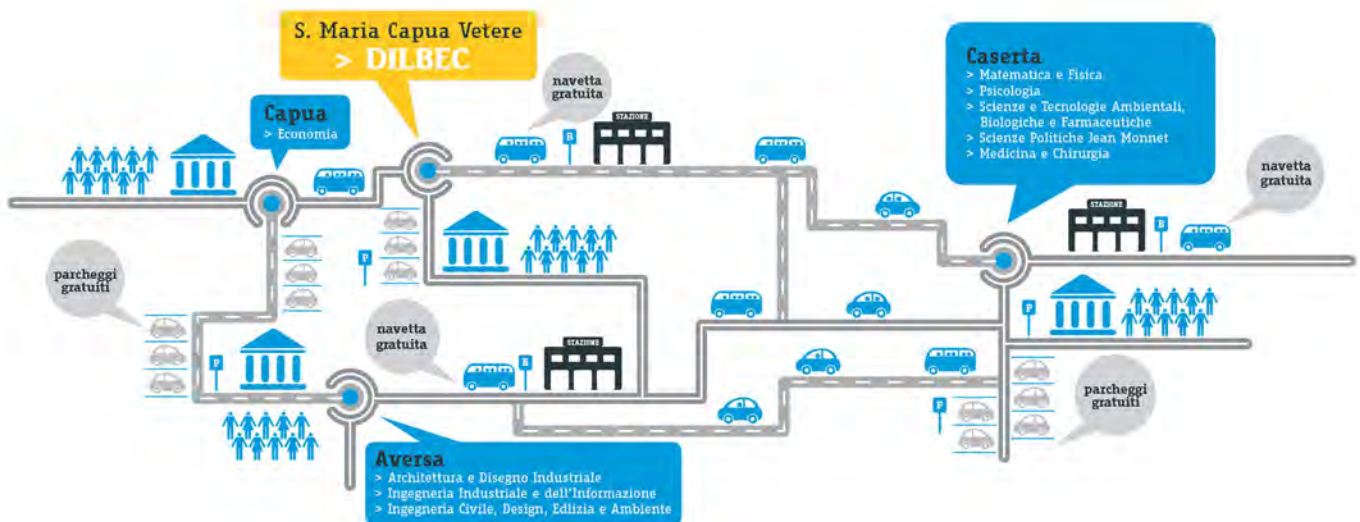 S. Maria Capua Vetere
> DILBEC
Capua
> Economia
navetta
gratuita
B
STAZIONE
Caserta
> Matematica e Fisica
> Psicologia
> Scienze e Tecnologie Ambientali,
Biologiche e Farmaceutiche
> Scienze Politiche Jean Monnet
> Medicina e Chirurgia
navetta
gratuita
STAZIONE
B
P
parcheggi
gratuiti
P
P
navetta
gratuita
B
STAZIONE
P
parcheggi
gratuiti
Aversa
> Architettura e Disegno Industriale
> Ingegneria Industriale e dell'Informazione
> Ingegneria Civile, Design, Edlizia e Ambiente